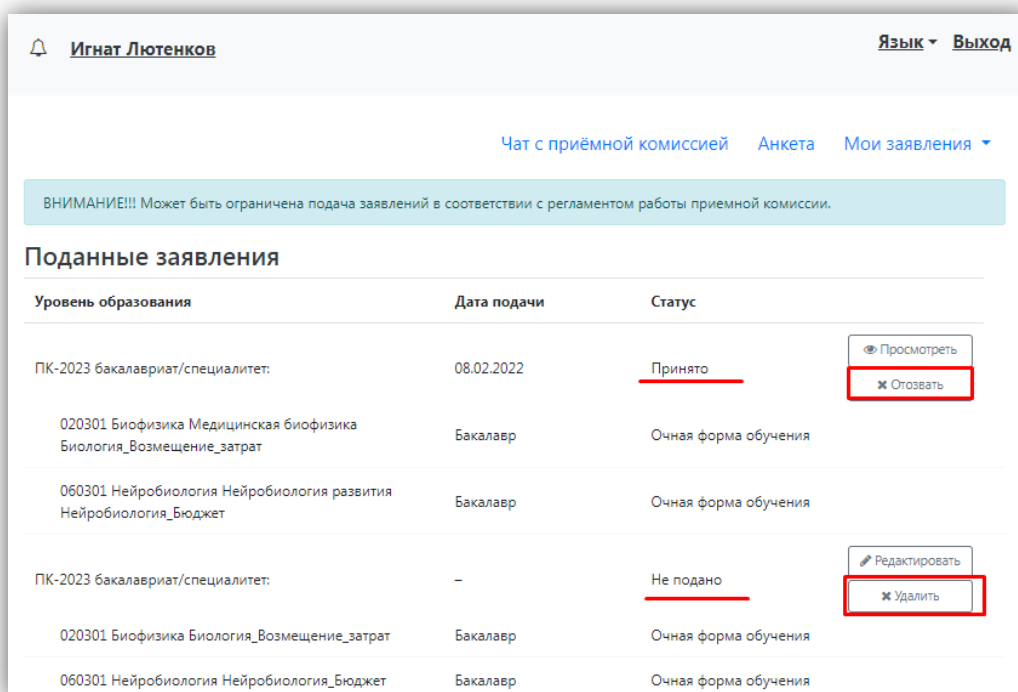 Игнат Лютенков
Язык Выход
Чат с приёмной комиссией Анкета Мои заявления
ВНИМАНИЕ!!! Может быть ограничена подача заявлений в соответствии с регламентом работы приемной комиссии.
Поданные заявления
Уровень образования Дата подачи Статус
ПК-2023 бакалавриат/специалитет: 08.02.2022 Принято
Просмотреть
Отозвать
020301 Биофизика Медицинская биофизика
Биология_Возмещение_затрат
Бакалавр Очная форма обучения
060301 Нейробиология Нейробиология развития
Нейробиология_Бюджет
Бакалавр Очная форма обучения
ПК-2023 бакалавриат/специалитет: – Не подано
Редактировать
Удалить
020301 Биофизика Биология_Возмещение_затрат Бакалавр Очная форма обучения
060301 Нейробиология Нейробиология_Бюджет Бакалавр Очная форма обучения